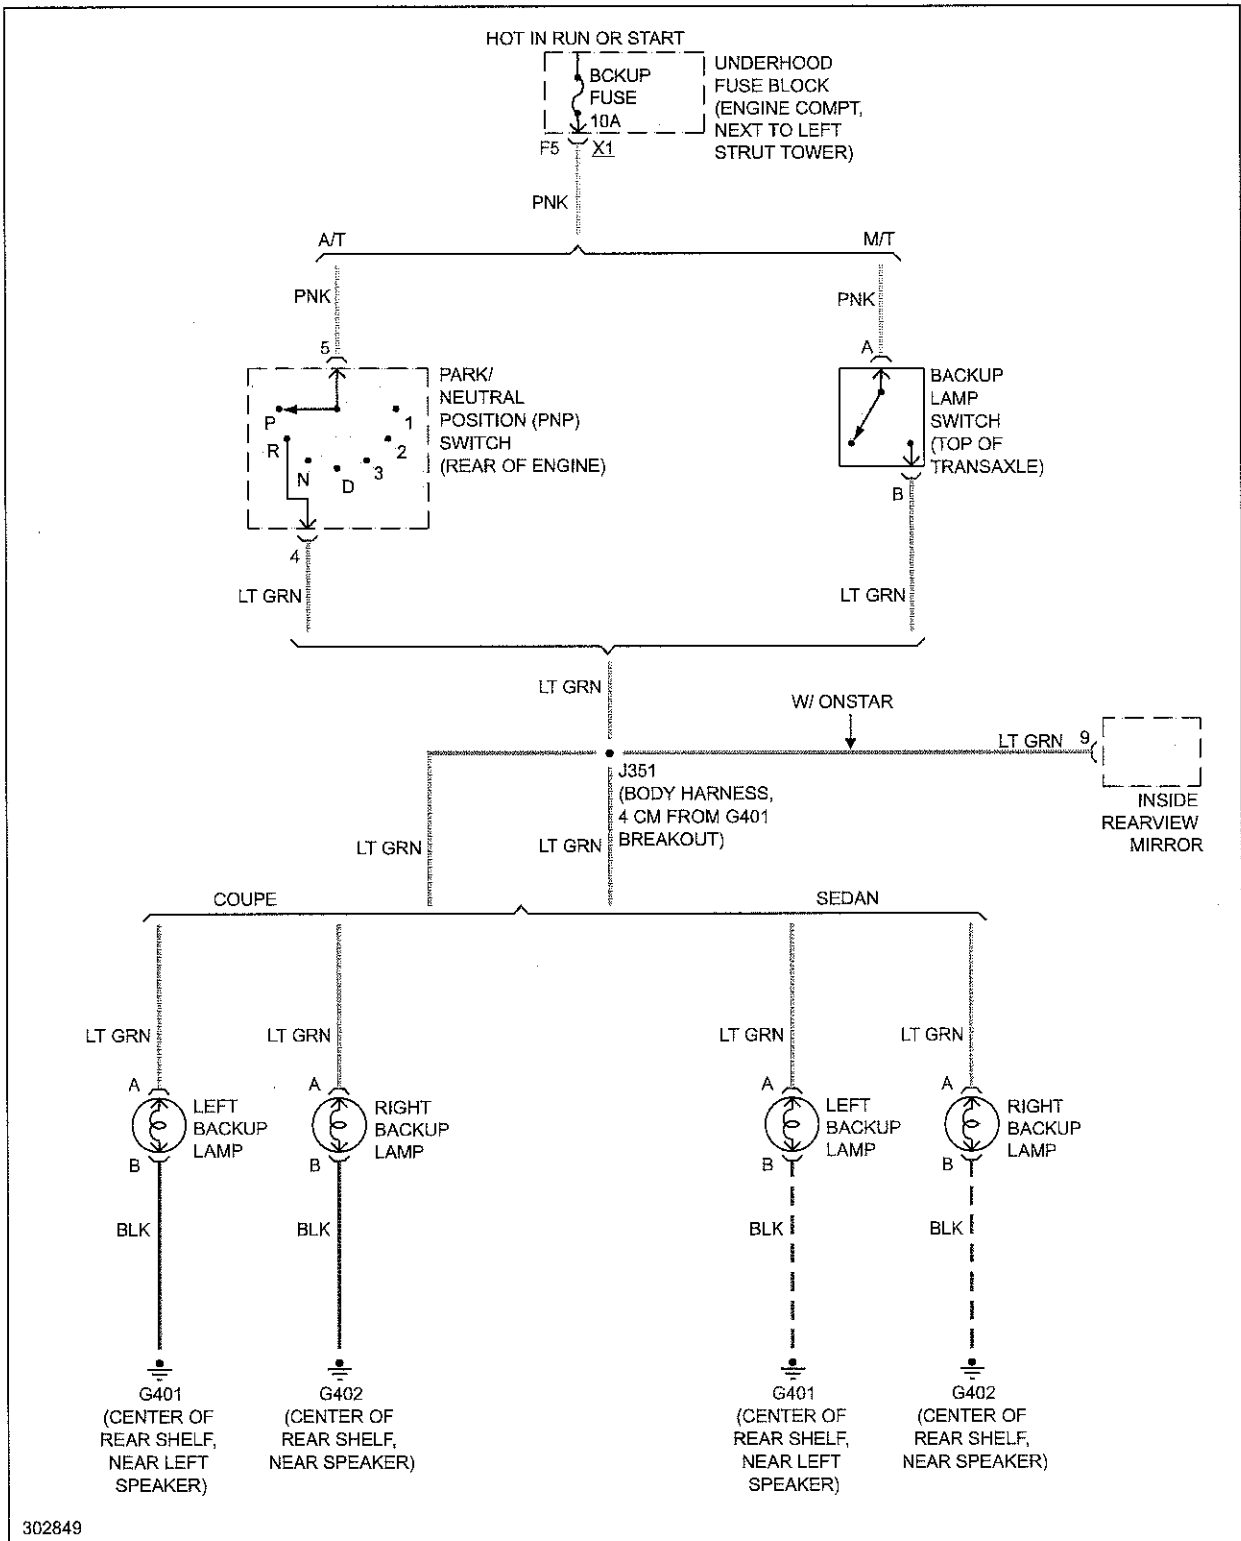 HOT IN RUN OR START
BCKUP
FUSE
10A
UNDERHOOD
FUSE BLOCK
(ENGINE COMPT,
NEXT TO LEFT
STRUT TOWER)
F5 X1
PNK
A/T
M/T
PNK
PNK
5
A
P
R
N
D
3
2
1
PARK/
NEUTRAL
POSITION (PNP)
SWITCH
(REAR OF ENGINE)
BACKUP
LAMP
SWITCH
(TOP OF
TRANSAXLE)
4
B
LT GRN
LT GRN
LT GRN
W/ ONSTAR
LT GRN 9
J351
(BODY HARNESS,
4 CM FROM G401
BREAKOUT)
INSIDE
REARVIEW
MIRROR
LT GRN
LT GRN
COUPE
SEDAN
LT GRN
LT GRN
LT GRN
LT GRN
A
LEFT
BACKUP
LAMP
B
A
RIGHT
BACKUP
LAMP
B
A
LEFT
BACKUP
LAMP
B
A
RIGHT
BACKUP
LAMP
B
BLK
BLK
BLK
BLK
G401
(CENTER OF
REAR SHELF,
NEAR LEFT
SPEAKER)
G402
(CENTER OF
REAR SHELF,
NEAR SPEAKER)
G401
(CENTER OF
REAR SHELF,
NEAR LEFT
SPEAKER)
G402
(CENTER OF
REAR SHELF,
NEAR SPEAKER)
302849